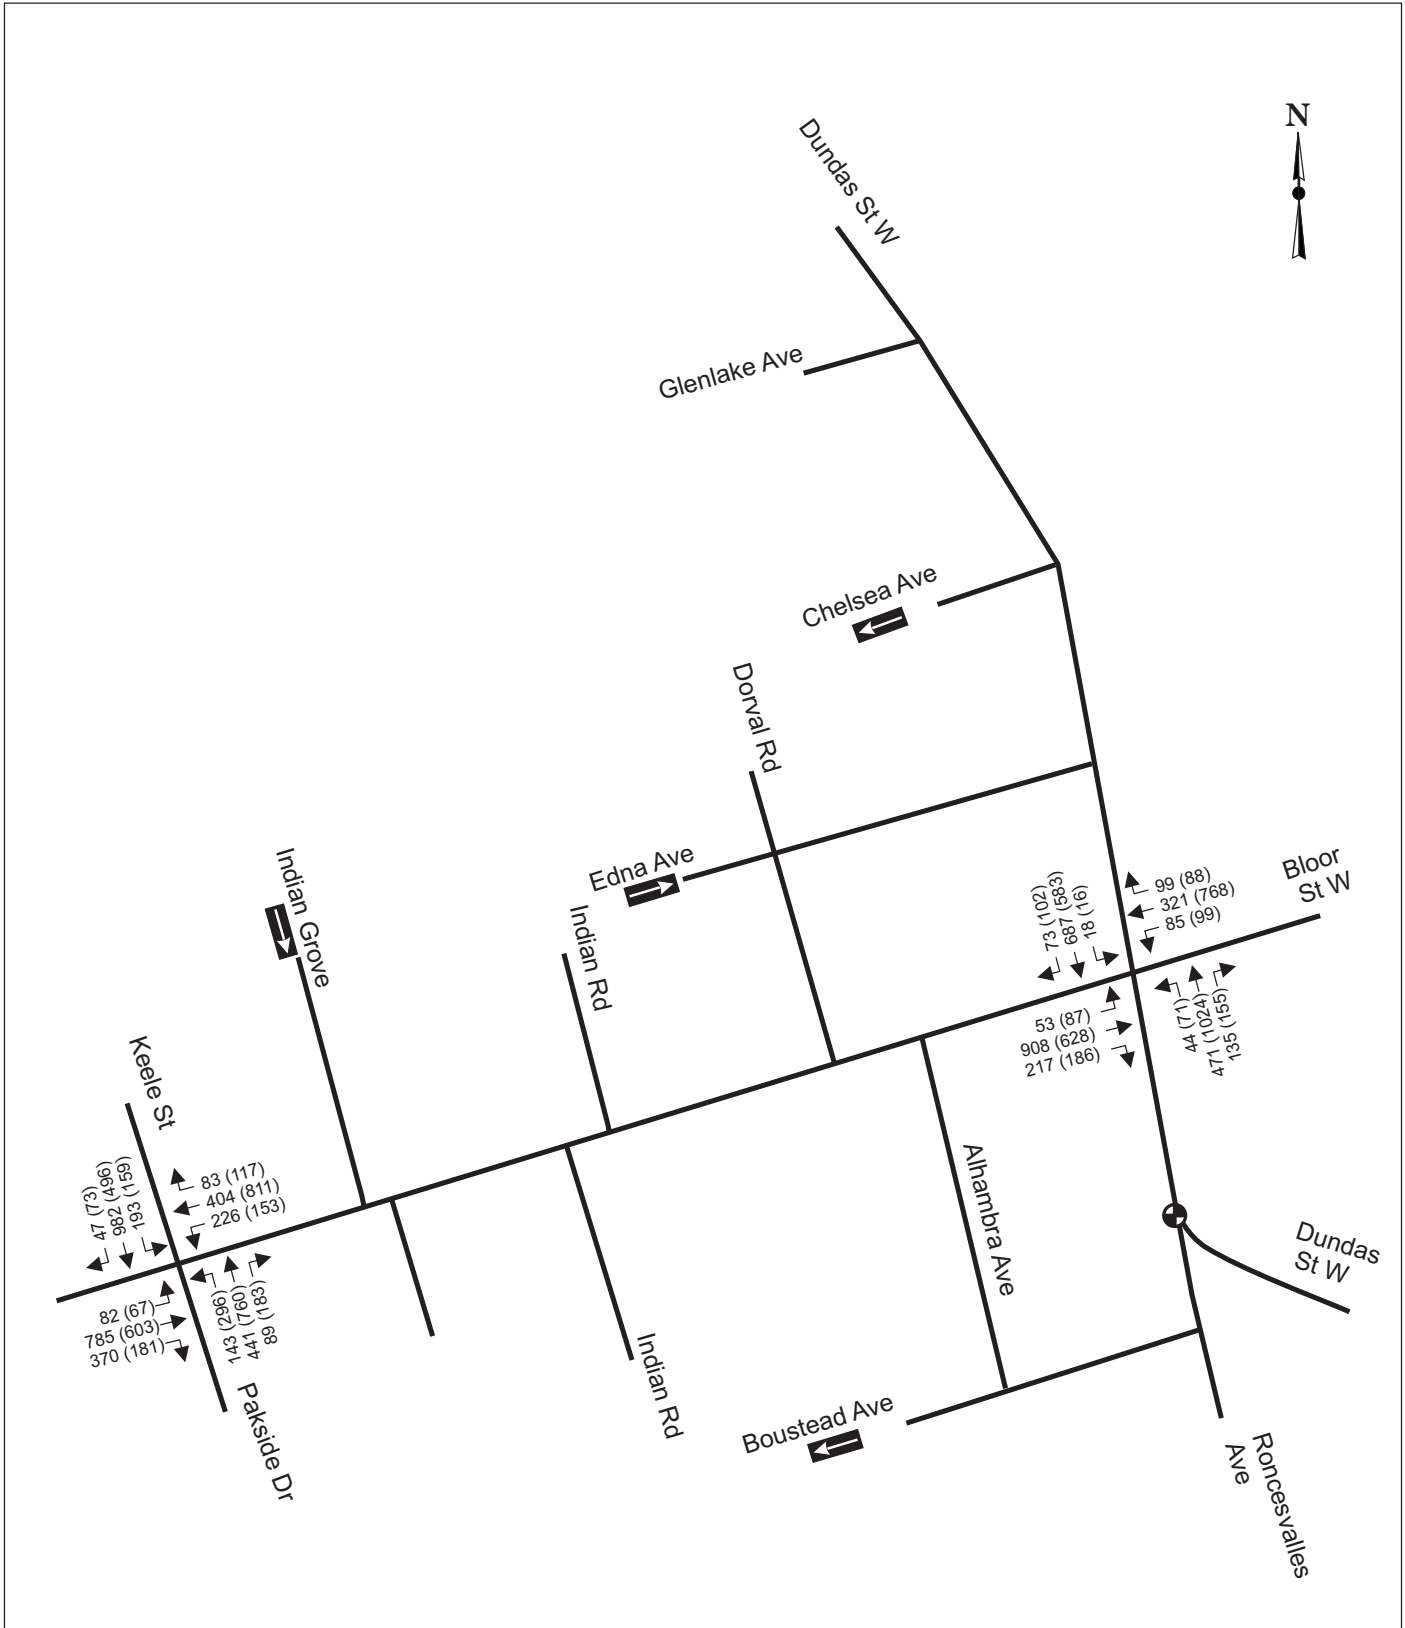 N
Dundas St W
Glenlake Ave
Chelsea Ave
Dorval Rd
Edna Ave
Indian Grove
Indian Rd
Bloor
St W
99 (88)
321 (768)
85 (99)
73 (102)
687 (583)
18 (16)
53 (87)
908 (628)
217 (186)
44 (71)
471 (1024)
135 (155)
Keele St
47 (73)
982 (496)
193 (159)
83 (117)
404 (811)
226 (153)
82 (67)
785 (603)
370 (181)
143 (296)
441 (760)
89 (183)
Pakside Dr
Indian Rd
Alhambra Ave
Boustead Ave
Dundas
St W
Roncesvalles
Ave